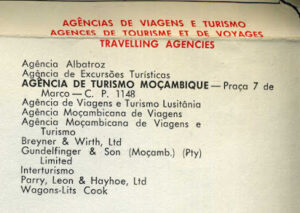 AGÊNCIAS DE VIAGENS E TURISMO
AGENCES DE TOURISME ET DE VOYAGES
TRAVELLING AGENCIES
Agência Albatroz
Agência de Excursões Turísticas
AGÊNCIA DE TURISMO MOÇAMBIQUE — Praça 7 de
Março — C. P. 1148
Agência de Viagens e Turismo Lusitânia
Agência Moçambicana de Viagens
Agência Moçambicana de Viagens e
Turismo
Breyner & Wirth, Ltd
Gundelfinger & Son (Moçamb.) (Pty)
Limited
Interturismo
Parry, Leon & Hayhoe, Ltd
Wagons-Lits Cook